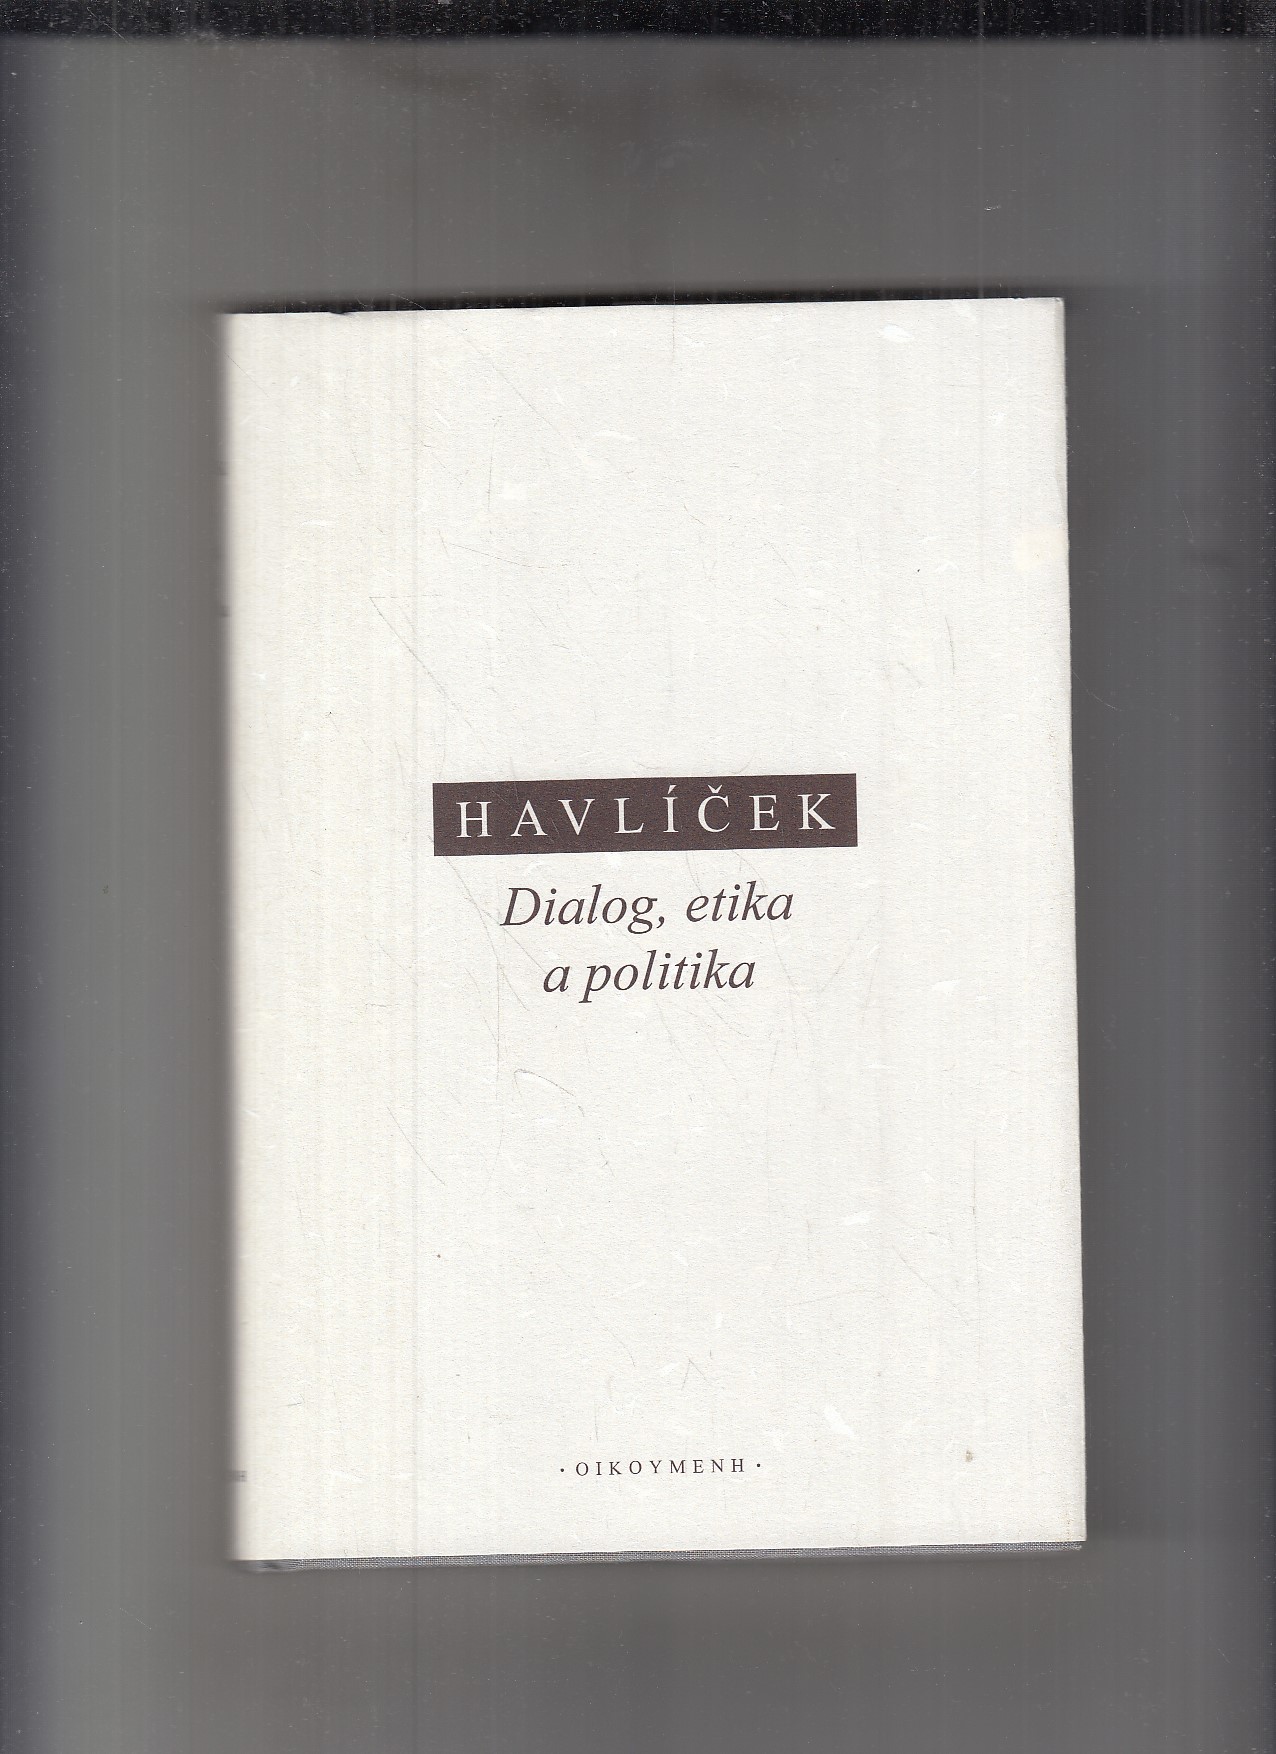 HAVLÍČEK
Dialog, etika
a politika
· OIKOYMENH ·